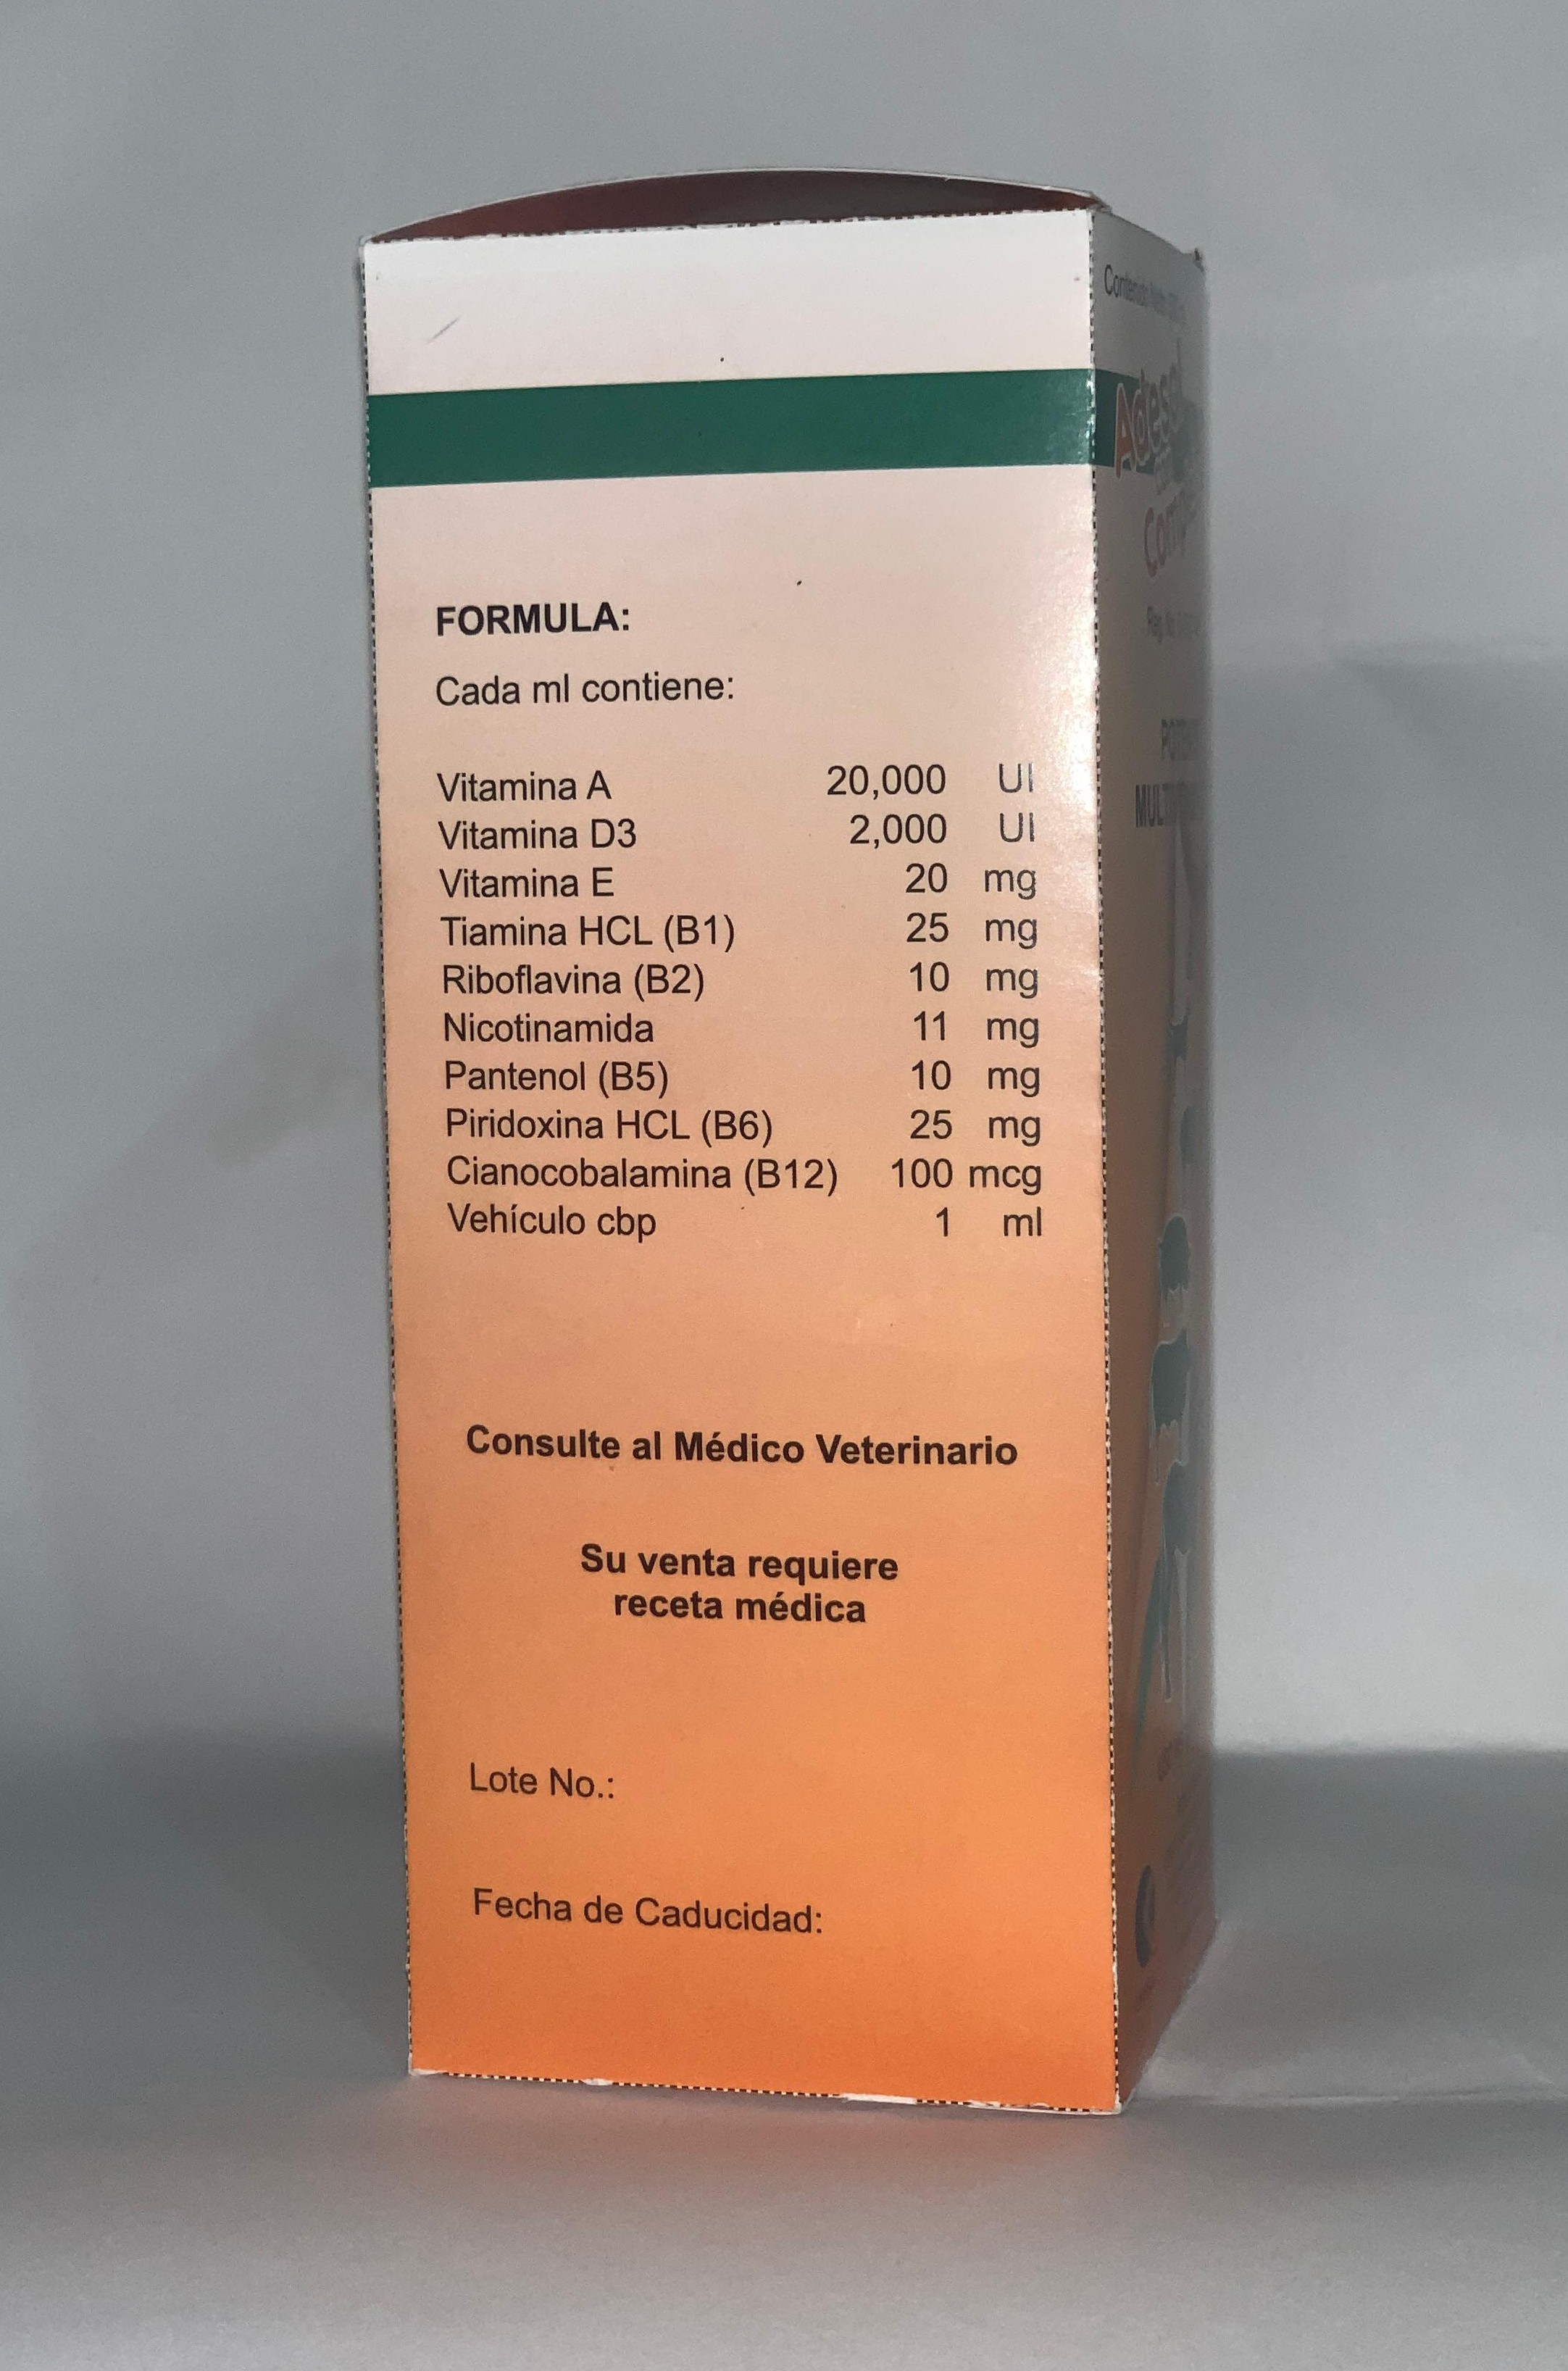 FORMULA:
Cada ml contiene:
Vitamina A 20,000 UI
Vitamina D3 2,000 UI
Vitamina E 20 mg
Tiamina HCL (B1) 25 mg
Riboflavina (B2) 10 mg
Nicotinamida 11 mg
Pantenol (B5) 10 mg
Piridoxina HCL (B6) 25 mg
Cianocobalamina (B12) 100 mcg
Vehículo cbp 1 ml
Consulte al Médico Veterinario
Su venta requiere
receta médica
Lote No.:
Fecha de Caducidad:
Adesol